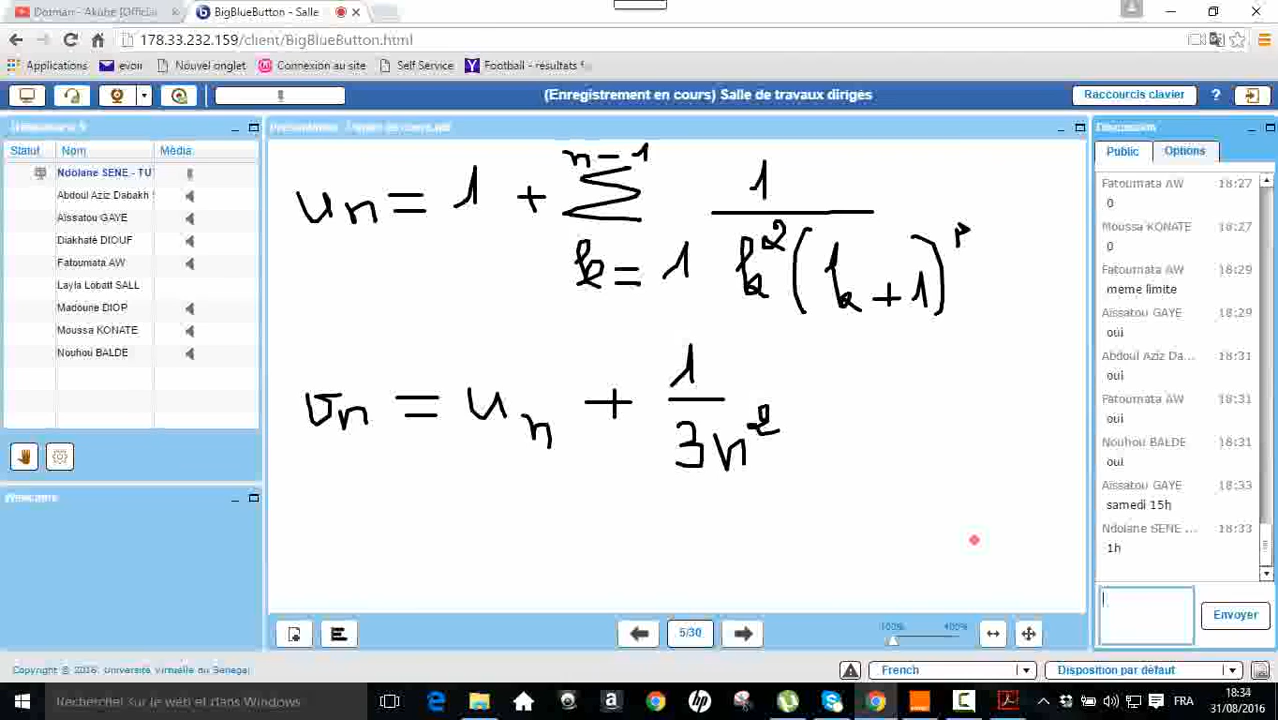 Dotman - Akube [Official
BigBlueButton - Salle
178.33.232.159/client/BigBlueButton.html
Applications
evon
Nouvel onglet
Connexion au site
Self Service
Football - résultats f
(Enregistrement en cours) Salle de travaux dirigés
Raccourcis clavier
?
Statut Nom Média
Ndolane SENE - TU
Abdoul Aziz Dabakh
Aissatou GAYE
Diakhaté DIOUF
Fatoumata AW
Layla Lobatt SALL
Madoune DIOP
Moussa KONATE
Nouhou BALDE
un = 1 + Σ
n-1
k = 1
1
k²(k+1)
vn = un + 1
3n²
5/30
100% 400%
Discussion
Public Options
Fatoumata AW 18:27
0
Moussa KONATE 18:27
0
Fatoumata AW 18:29
meme limite
Aissatou GAYE 18:29
oui
Abdoul Aziz Da... 18:31
oui
Fatoumata AW 18:31
oui
Nouhou BALDE 18:31
oui
Aissatou GAYE 18:33
samedi 15h
Ndolane SENE ... 18:33
1h
Envoyer
Copyright © 2016. Université Virtuelle du Sénégal
French
Disposition par défaut
Rechercher sur le web et dans Windows
FRA
18:34
31/08/2016